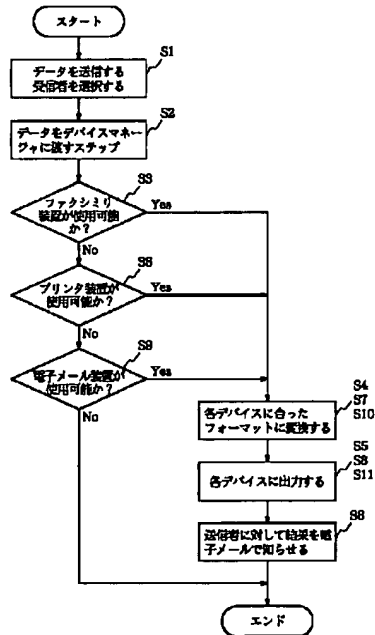 スタート
S1
データを送信する
受信者を選択する
S2
データをデバイスマネー
ジャに渡すステップ
S3
ファクシミリ
装置が使用可能
か？
Yes
No
S6
プリンタ装置が
使用可能か？
Yes
No
S9
電子メール装置が
使用可能か？
Yes
No
S4
S7
S10
各デバイスに合った
フォーマットに変換する
S5
S8
S11
各デバイスに出力する
S8
送信者に対して結果を電
子メールで知らせる
エンド